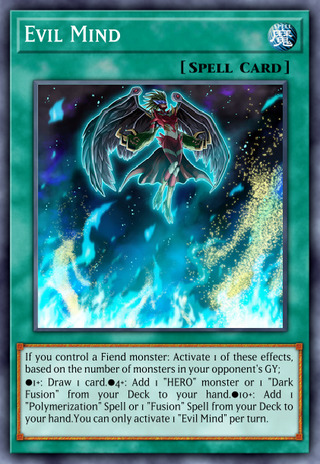 Evil Mind
魔
[ Spell Card ]
If you control a Fiend monster: Activate 1 of these effects,
based on the number of monsters in your opponent's GY;
●1+: Draw 1 card.●4+: Add 1 "HERO" monster or 1 "Dark
Fusion" from your Deck to your hand.●10+: Add 1
"Polymerization" Spell or 1 "Fusion" Spell from your Deck to
your hand.You can only activate 1 "Evil Mind" per turn.